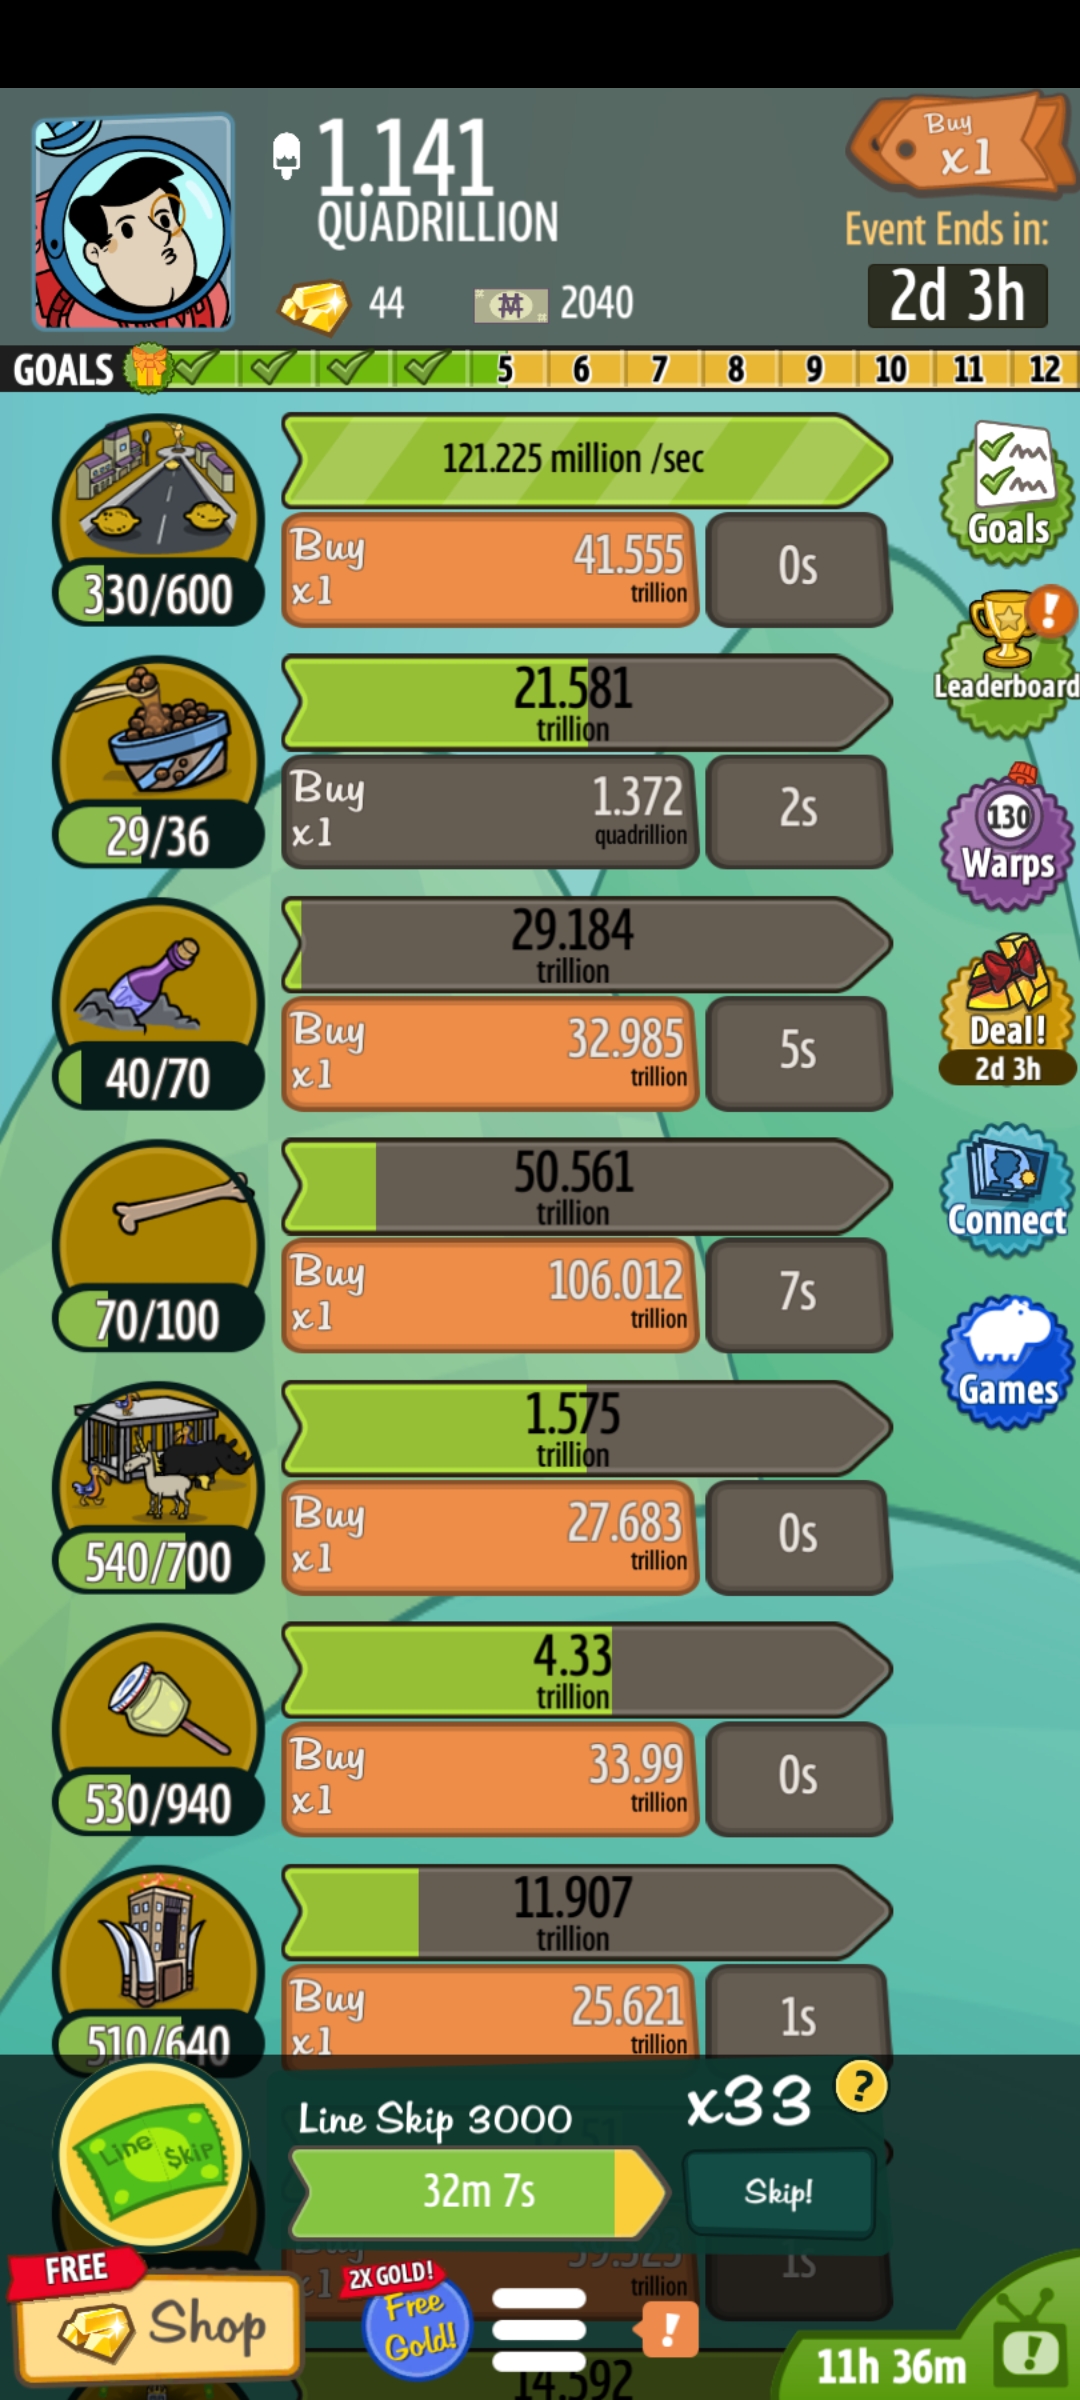 1.141
QUADRILLION
Buy
x1
Event Ends in:
44
2040
2d 3h
GOALS 5 6 7 8 9 10 11 12
121.225 million /sec
Buy
x1
41.555
trillion
0s
330/600
Goals
21.581
trillion
Buy
x1
1.372
quadrillion
2s
29/36
!
Leaderboard
29.184
trillion
Buy
x1
32.985
trillion
5s
40/70
130
Warps
Deal!
2d 3h
50.561
trillion
Buy
x1
106.012
trillion
7s
70/100
Connect
1.575
trillion
Buy
x1
27.683
trillion
0s
540/700
Games
4.33
trillion
Buy
x1
33.99
trillion
0s
530/940
11.907
trillion
Buy
x1
25.621
trillion
1s
510/640
Line Skip
Line Skip 3000
x33
?
32m 7s
Skip!
trillion
1s
FREE
Shop
2X GOLD!
Free
Gold!
!
14.592
11h 36m
!